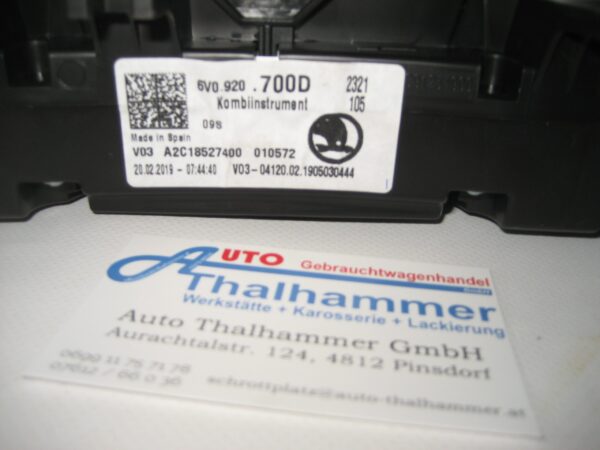 6V0.920 .700D 2321
Kombiinstrument 105
09S
Made in Spain
V03 A2C18527400 010572
20.02.2019 - 07:44:40 V03-04120.02.1905030444
AUTO Gebrauchtwagenhandel
GmbH
Thalhammer
Werkstätte + Karosserie + Lackierung
Auto Thalhammer GmbH
Aurachtalstr. 124, 4812 Pinsdorf
0699 11 75 71 78
07612 / 66 0 36
schrottplatz@auto-thalhammer.at